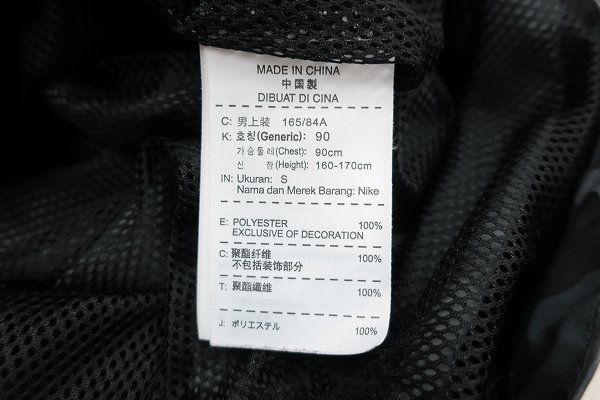 MADE IN CHINA
中国製
DIBUAT DI CINA
C: 男上装 165/84A
K: 호칭(Generic): 90
가슴둘레(Chest): 90cm
신 장(Height): 160-170cm
IN: Ukuran: S
Nama dan Merek Barang: Nike
E: POLYESTER 100%
EXCLUSIVE OF DECORATION
C: 聚酯纤维 100%
不包括装饰部分
T: 聚酯纖維 100%
J: ポリエステル 100%